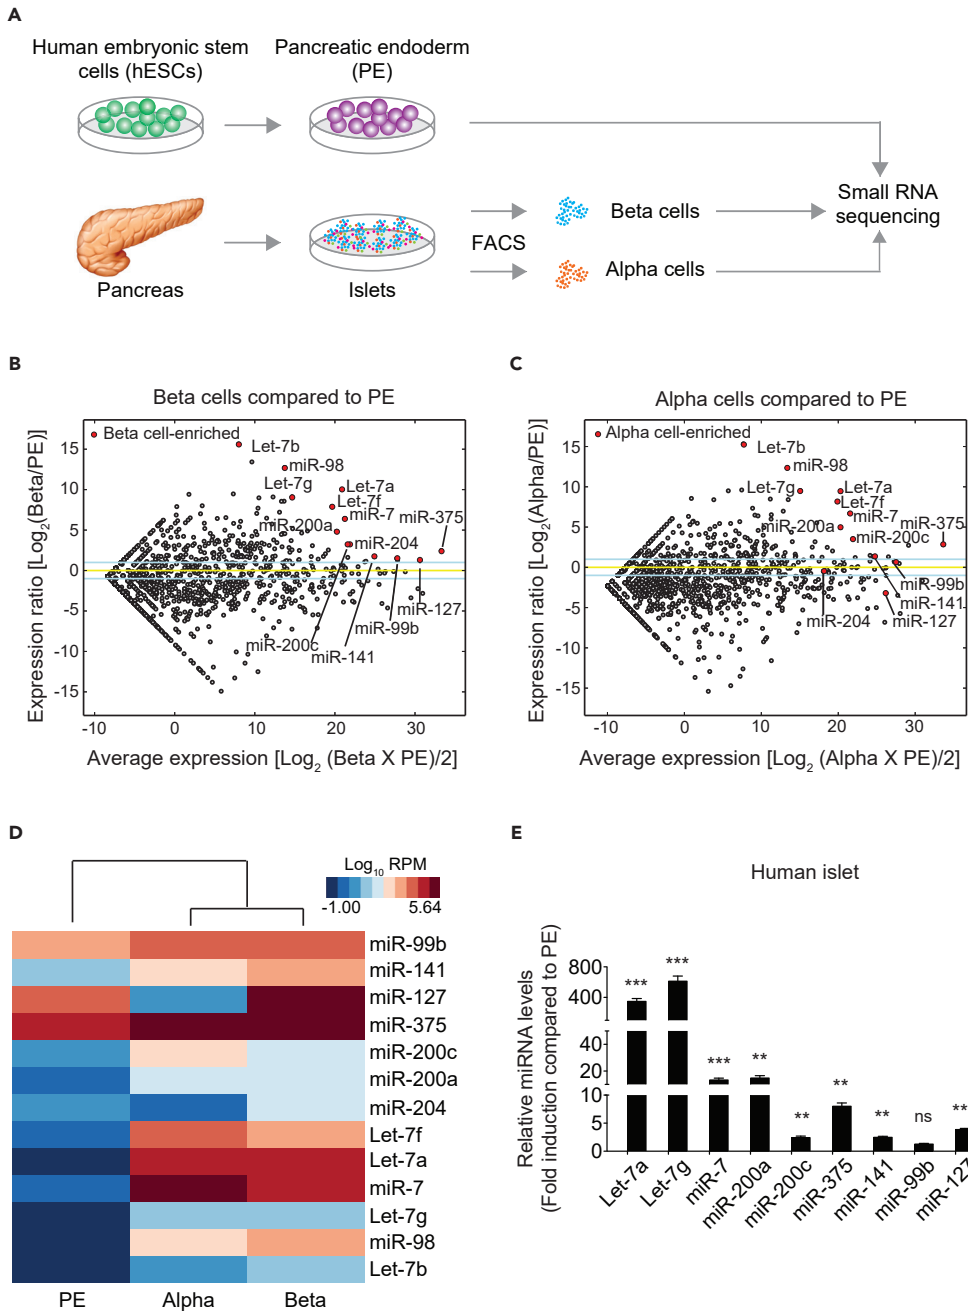 A
Human embryonic stem
cells (hESCs)
Pancreatic endoderm
(PE)
Small RNA
sequencing
Beta cells
FACS
Alpha cells
Pancreas
Islets
B
Beta cells compared to PE
Expression ratio [Log2(Beta/PE)]
15
10
5
0
-5
-10
-15
Beta cell-enriched
Let-7b
miR-98
Let-7g
Let-7a
Let-7f
miR-7
miR-375
miR-200a
miR-204
miR-127
miR-99b
miR-200c
miR-141
-10
0
10
20
30
Average expression [Log2 (Beta X PE)/2]
C
Alpha cells compared to PE
Expression ratio [Log2(Alpha/PE)]
15
10
5
0
-5
-10
-15
Alpha cell-enriched
Let-7b
miR-98
Let-7g
Let-7a
Let-7f
miR-7
miR-200a
miR-375
miR-200c
miR-99b
miR-141
miR-204
miR-127
-10
0
10
20
30
Average expression [Log2 (Alpha X PE)/2]
D
Log10 RPM
-1.00
5.64
miR-99b
miR-141
miR-127
miR-375
miR-200c
miR-200a
miR-204
Let-7f
Let-7a
miR-7
Let-7g
miR-98
Let-7b
PE
Alpha
Beta
E
Human islet
Relative miRNA levels
(Fold induction compared to PE)
800
400
40
20
10
5
0
***
***
***
**
**
**
**
ns
**
Let-7a
Let-7g
miR-7
miR-200a
miR-200c
miR-375
miR-141
miR-99b
miR-127